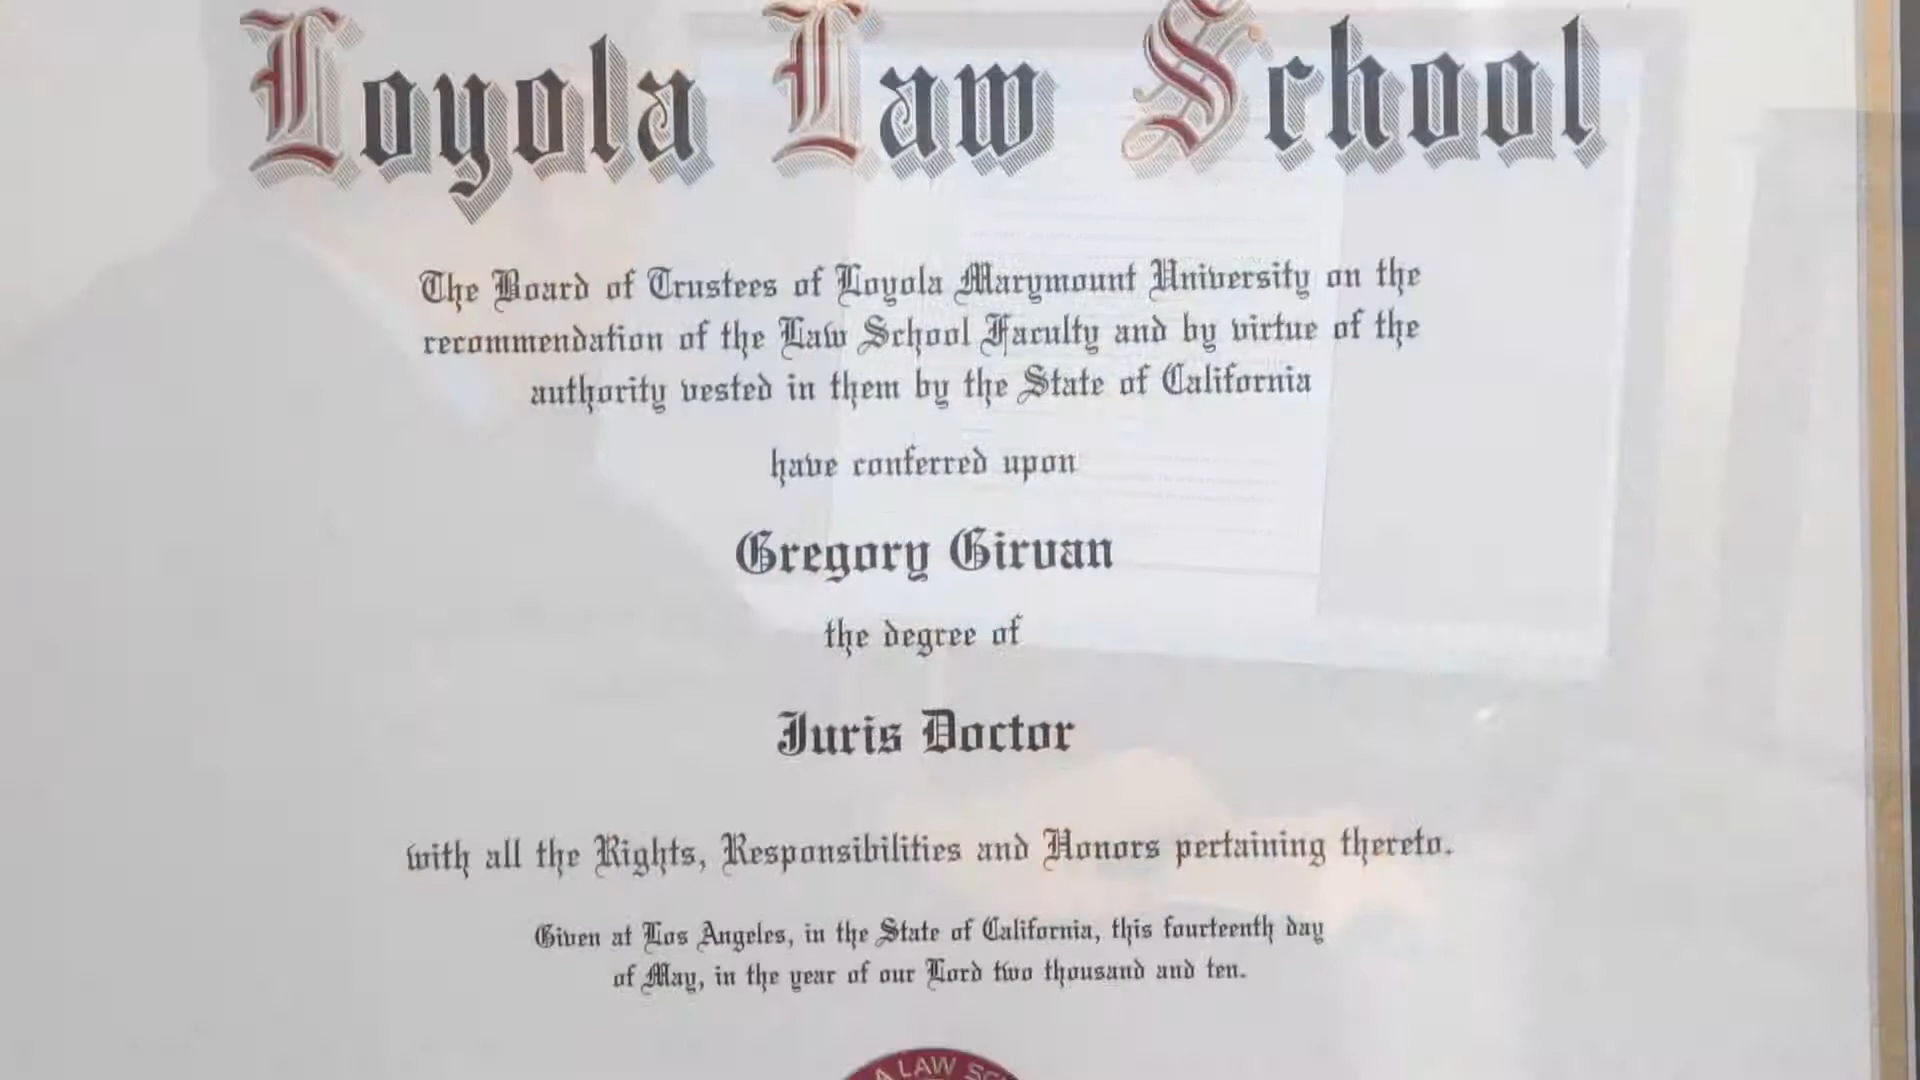 Loyola Law School
The Board of Trustees of Loyola Marymount University on the
recommendation of the Law School Faculty and by virtue of the
authority vested in them by the State of California
have conferred upon
Gregory Girvan
the degree of
Juris Doctor
with all the Rights, Responsibilities and Honors pertaining thereto.
Given at Los Angeles, in the State of California, this fourteenth day
of May, in the year of our Lord two thousand and ten.
LAW